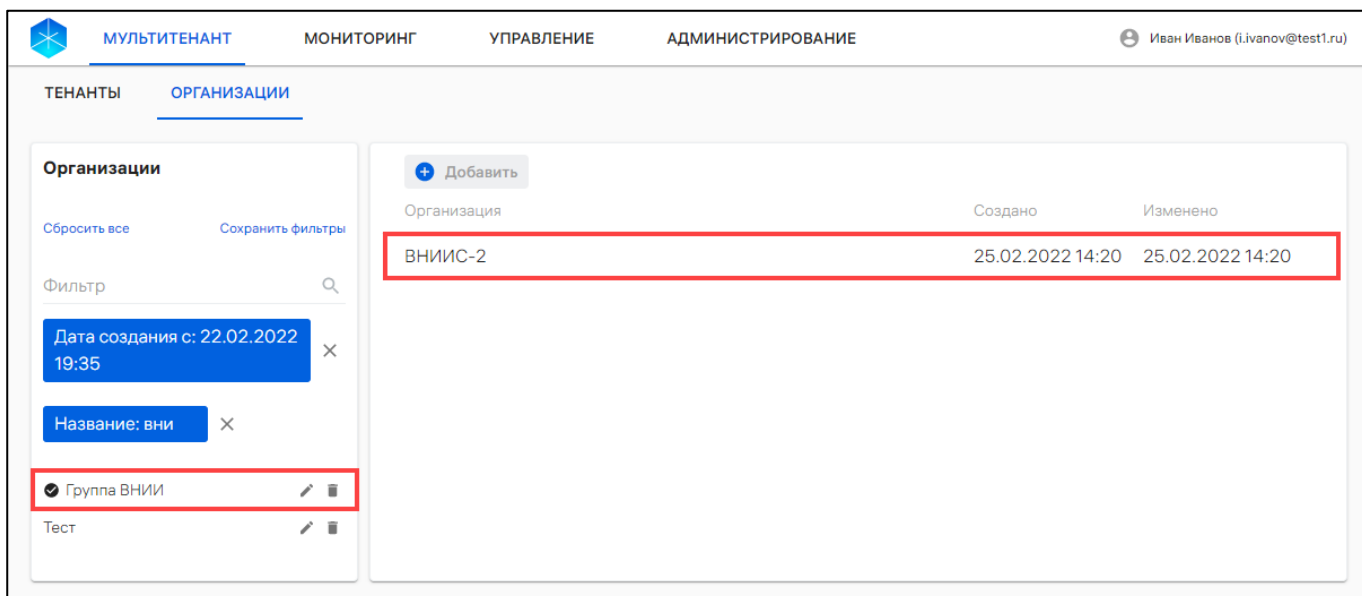 МУЛЬТИТЕНАНТ МОНИТОРИНГ УПРАВЛЕНИЕ АДМИНИСТРИРОВАНИЕ Иван Иванов (i.ivanov@test1.ru)
ТЕНАНТЫ ОРГАНИЗАЦИИ
Организации
Сбросить все Сохранить фильтры
Фильтр
Дата создания с: 22.02.2022
19:35
Название: вни
Группа ВНИИ
Тест
Добавить
Организация Создано Изменено
ВНИИС-2 25.02.2022 14:20 25.02.2022 14:20